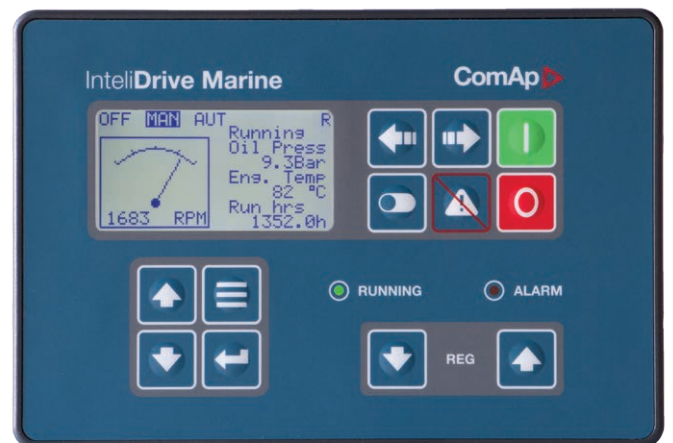 InteliDrive Marine
ComAp
OFF MAN AUT R
Running
Oil Press
9.3Bar
Eng. Temp
82 °C
Run hrs
1352.0h
1683 RPM
RUNNING
ALARM
REG